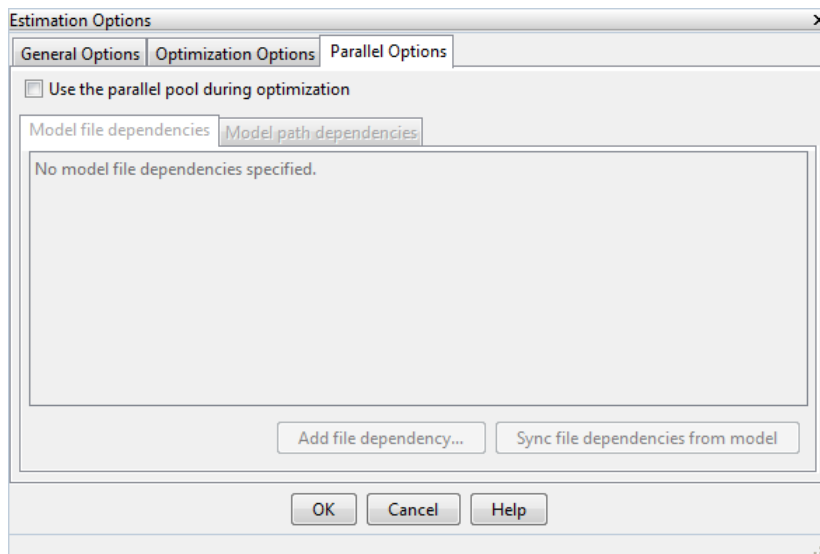 Estimation Options
General Options Optimization Options Parallel Options
Use the parallel pool during optimization
Model file dependencies Model path dependencies
No model file dependencies specified.
Add file dependency... Sync file dependencies from model
OK Cancel Help